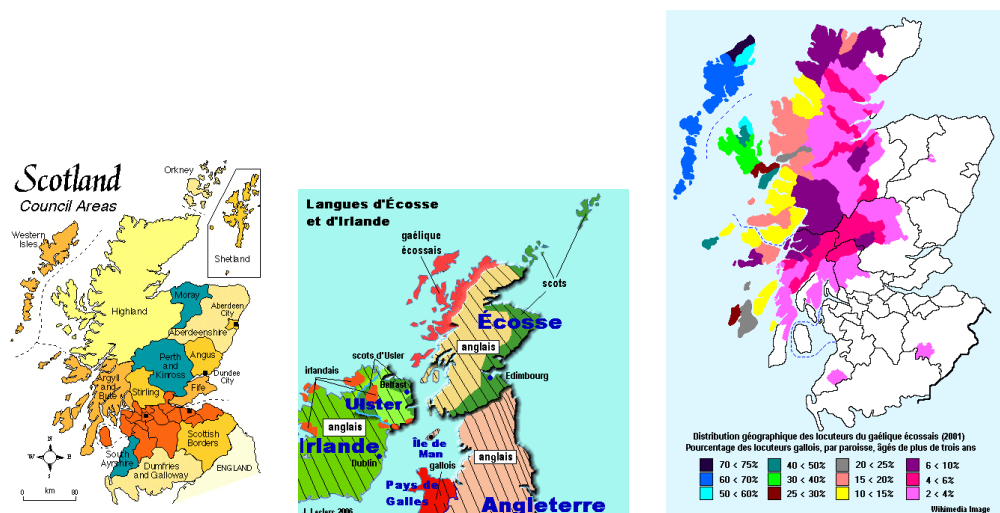 Scotland
Council Areas
Orkney
Western
Isles
Shetland
Highland
Moray
Aberdeen
City
Aberdeenshire
Perth
and
Kinross
Angus
Dundee
City
Argyll
and
Bute
Stirling
Fife
Scottish
Borders
South
Ayrshire
Dumfries
and Galloway
ENGLAND
N
W
E
S
0
km
80
Langues d'Écosse
et d'Irlande
gaélique
écossais
scots
Écosse
anglais
scots d'Usler
irlandais
Belfast
Edimbourg
Ulster
anglais
Irlande
Île de
Man
Dublin
gallois
anglais
Pays de
Galles
Angleterre
J. Leclerc 2006
Distribution géographique des locuteurs du gaélique écossais (2001)
Pourcentage des locuteurs gallois, par paroisse, âgés de plus de trois ans
70 < 75% 40 < 50% 20 < 25% 6 < 10%
60 < 70% 30 < 40% 15 < 20% 4 < 6%
50 < 60% 25 < 30% 10 < 15% 2 < 4%
Wikimedia Image